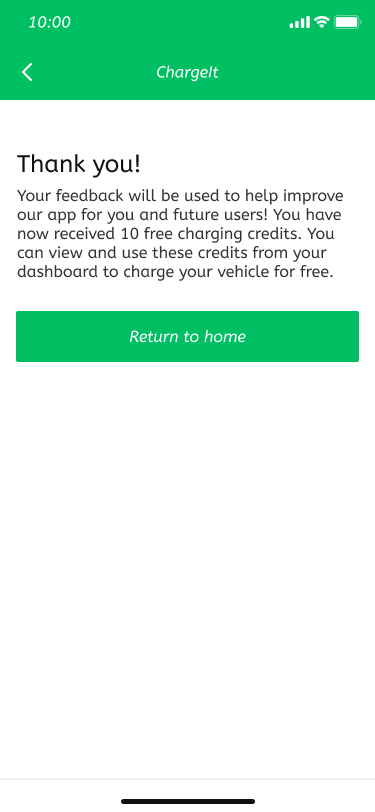 10:00
ChargeIt
Thank you!
Your feedback will be used to help improve
our app for you and future users! You have
now received 10 free charging credits. You
can view and use these credits from your
dashboard to charge your vehicle for free.
Return to home